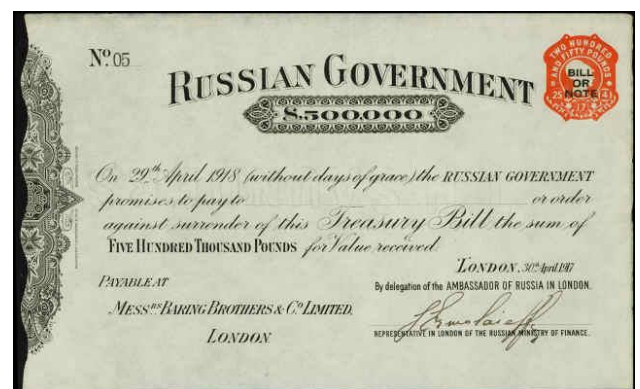 Nº 05
RUSSIAN GOVERNMENT
£.500,000
TWO HUNDRED AND FIFTY POUNDS
BILL
OR
NOTE
On 29th April 1918 (without days of grace) the RUSSIAN GOVERNMENT
promises to pay to or order
against surrender of this Treasury Bill the sum of
FIVE HUNDRED THOUSAND POUNDS for Value received.
LONDON, 30th April 1917
PAYABLE AT
By delegation of the AMBASSADOR OF RUSSIA IN LONDON.
MESSRS BARING BROTHERS & Co LIMITED,
LONDON
REPRESENTATIVE IN LONDON OF THE RUSSIAN MINISTRY OF FINANCE.